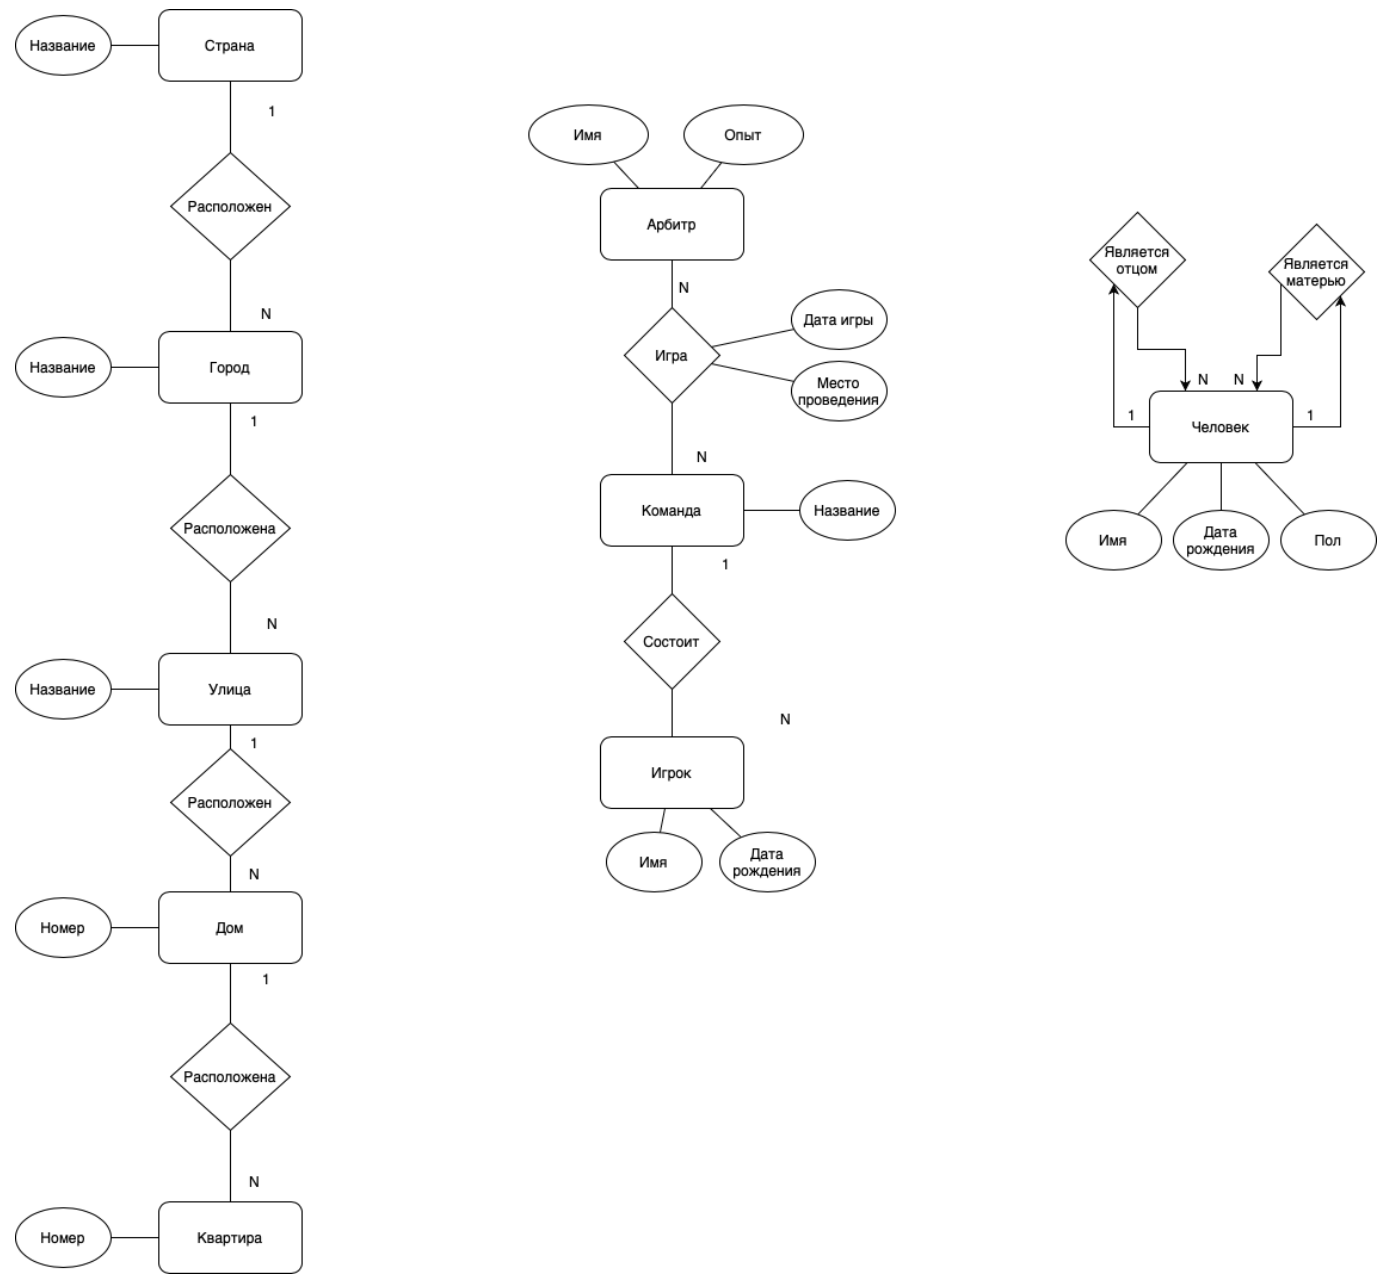 Название
Страна
1
Расположен
N
Название
Город
1
Расположена
N
Название
Улица
1
Расположен
N
Номер
Дом
1
Расположена
N
Номер
Квартира
Имя
Опыт
Арбитр
N
Дата игры
Игра
Место
проведения
N
Команда
Название
1
Состоит
N
Игрок
Имя
Дата
рождения
Является
отцом
Является
матерью
N
N
1
1
Человек
Имя
Дата
рождения
Пол